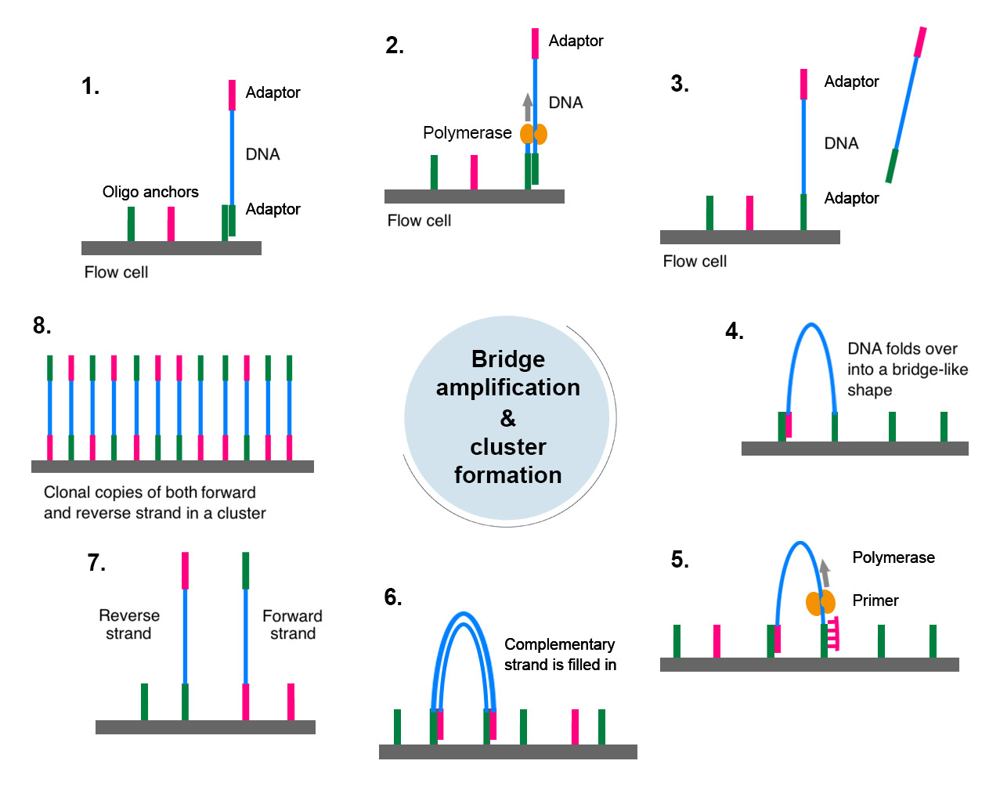 1.
Adaptor
DNA
Oligo anchors
Adaptor
Flow cell
2.
Adaptor
DNA
Polymerase
Flow cell
3.
Adaptor
DNA
Adaptor
Flow cell
4.
DNA folds over
into a bridge-like
shape
5.
Polymerase
Primer
6.
Complementary
strand is filled in
7.
Reverse
strand
Forward
strand
8.
Clonal copies of both forward
and reverse strand in a cluster
Bridge
amplification
&
cluster
formation